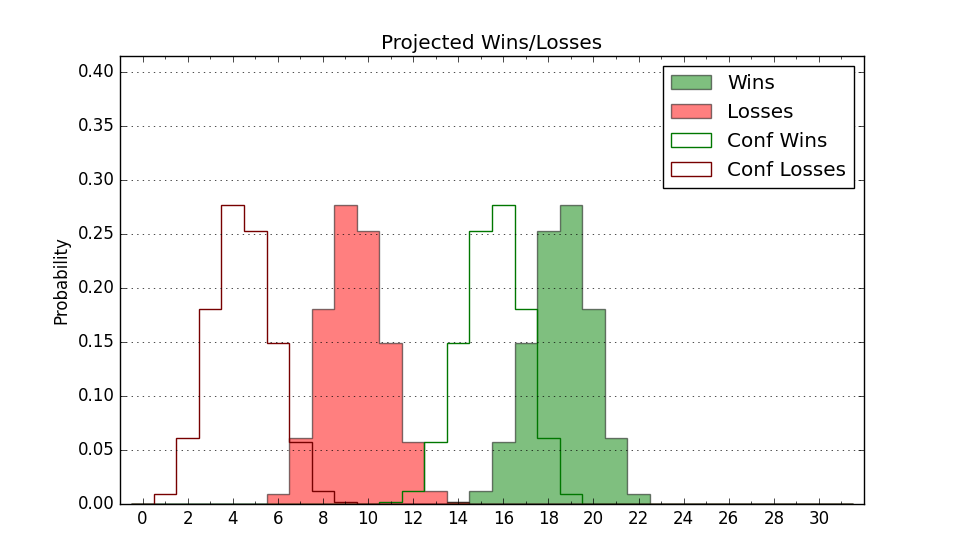 Projected Wins/Losses
0.40
0.35
0.30
0.25
0.20
0.15
0.10
0.05
0.00
Probability
Wins
Losses
Conf Wins
Conf Losses
0 2 4 6 8 10 12 14 16 18 20 22 24 26 28 30